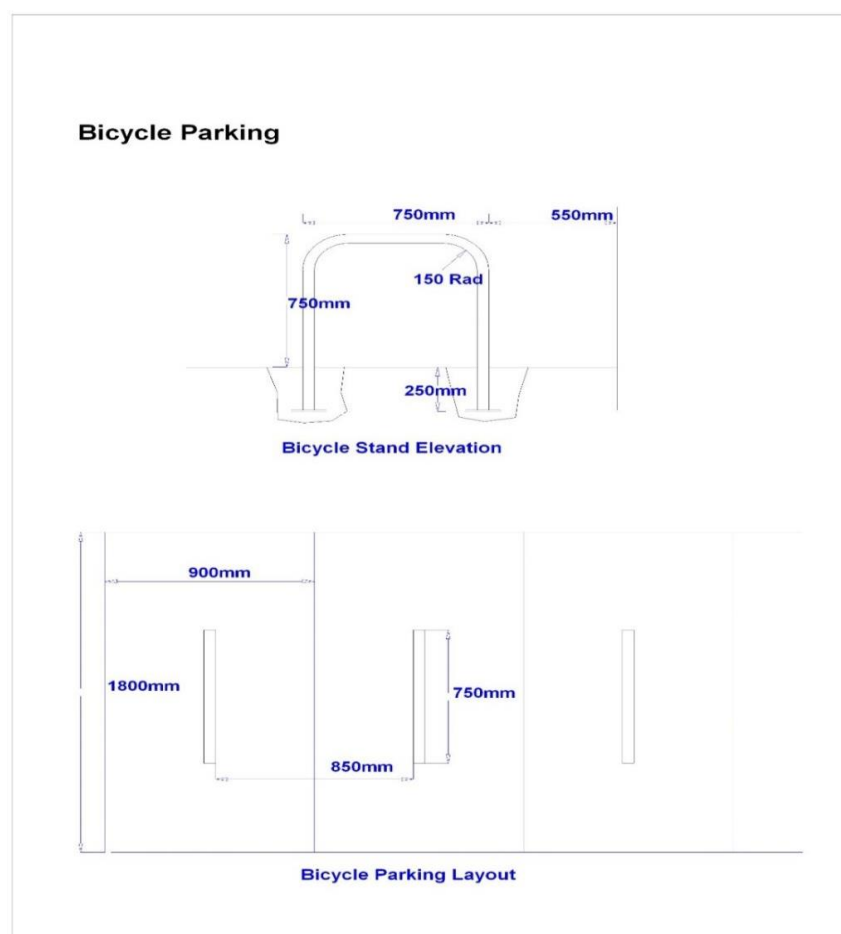 Bicycle Parking
750mm 550mm
150 Rad
750mm
250mm
Bicycle Stand Elevation
900mm
1800mm
750mm
850mm
Bicycle Parking Layout